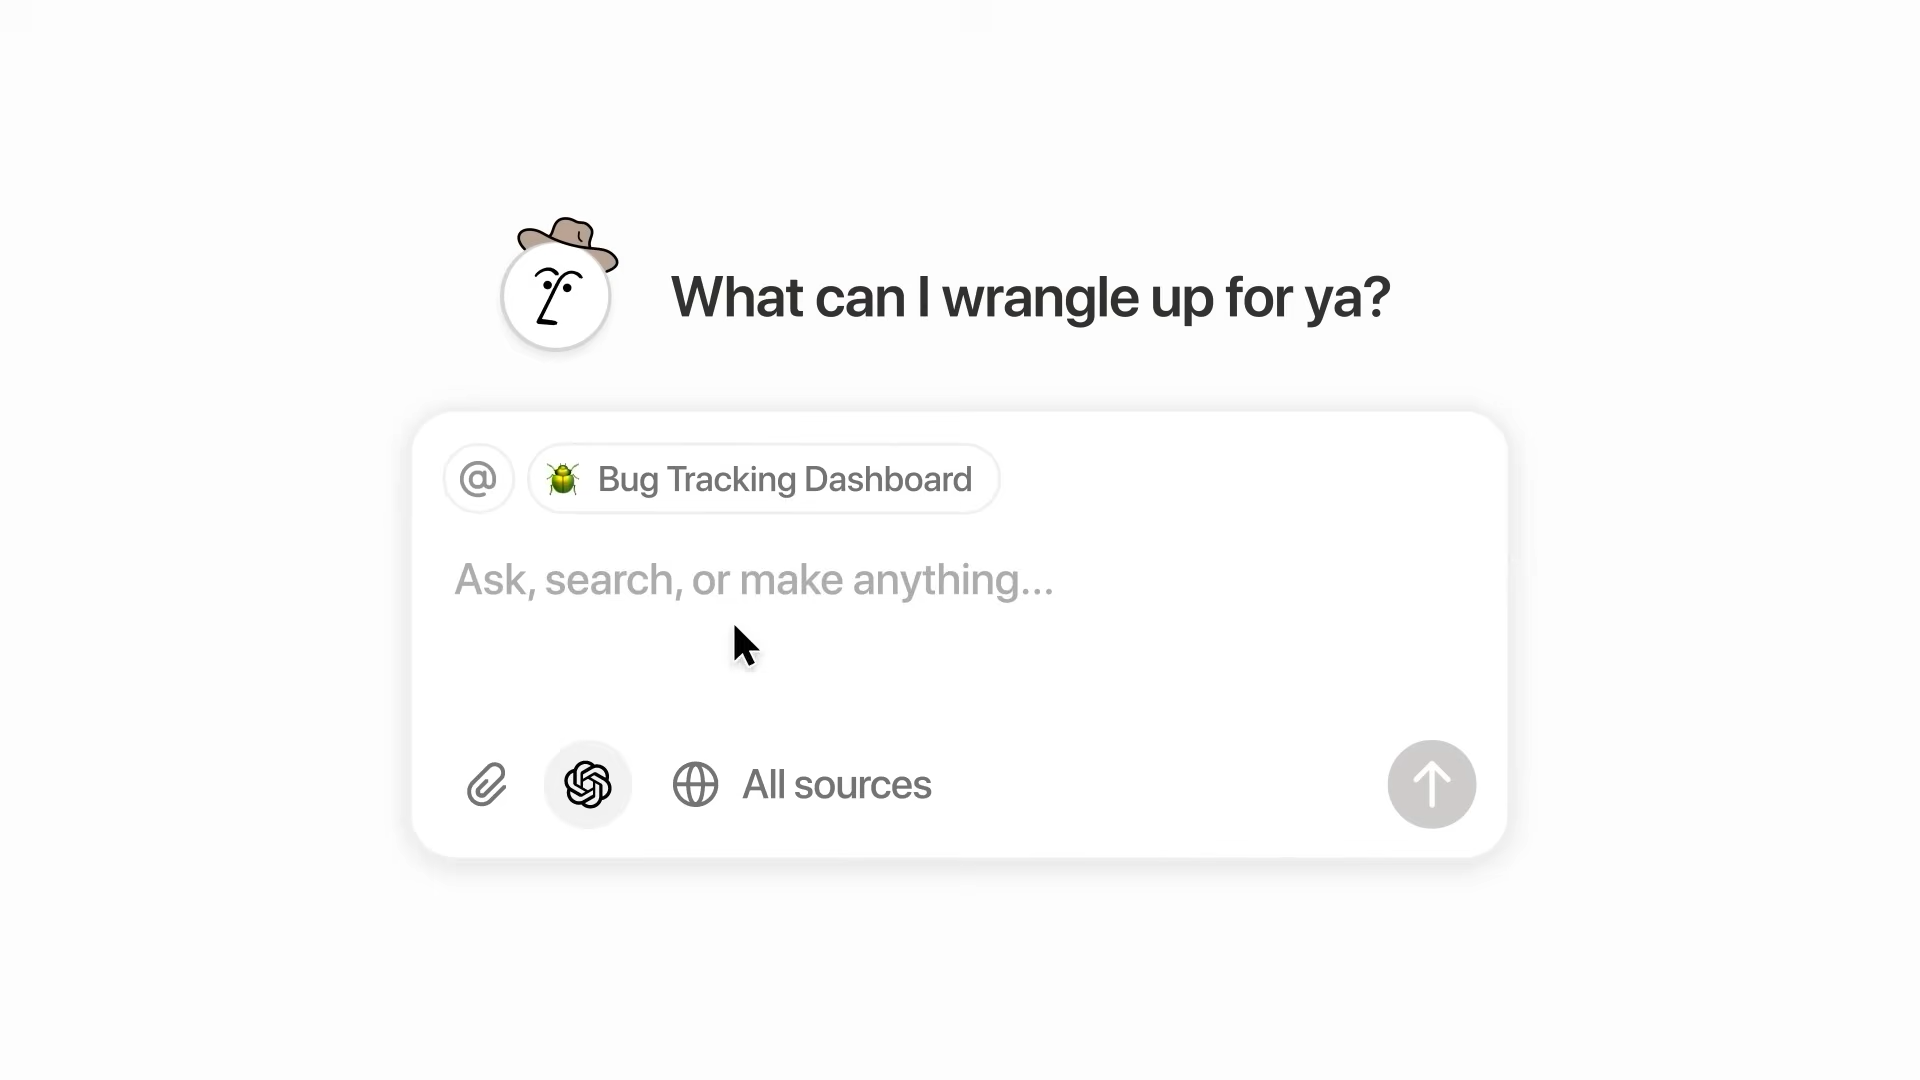 What can I wrangle up for ya?
@ Bug Tracking Dashboard
Ask, search, or make anything...
All sources